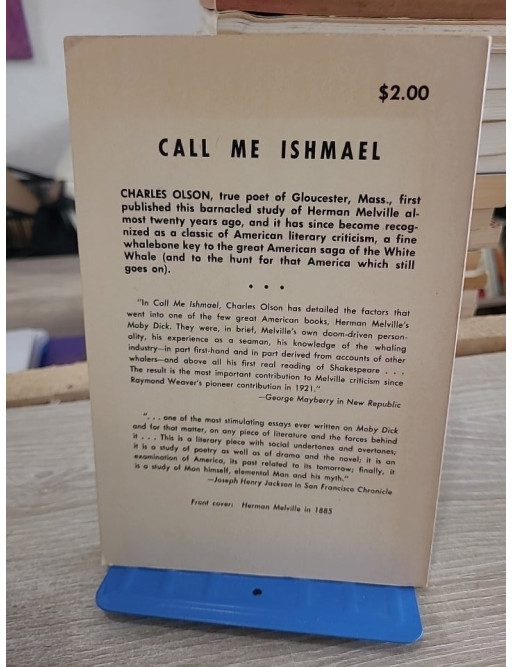 $2.00
CALL ME ISHMAEL
CHARLES OLSON, true poet of Gloucester, Mass., first
published this barnacled study of Herman Melville al-
most twenty years ago, and it has since become recog-
nized as a classic of American literary criticism, a fine
whalebone key to the great American saga of the White
Whale (and to the hunt for that America which still
goes on).
• • •
"In Call Me Ishmael, Charles Olson has detailed the factors that
went into one of the few great American books, Herman Melville's
Moby Dick. They were, in brief, Melville's own doom-driven person-
ality, his experience as a seaman, his knowledge of the whaling
industry—in part first-hand and in part derived from accounts of other
whalers—and above all his first real reading of Shakespeare . . .
The result is the most important contribution to Melville criticism since
Raymond Weaver's pioneer contribution in 1921."
—George Mayberry in New Republic
". . . one of the most stimulating essays ever written on Moby Dick
and for that matter, on any piece of literature and the forces behind
it . . . This is a literary piece with social undertones and overtones;
it is a study of poetry as well as of drama and the novel; it is an
examination of America, its past related to its tomorrow; finally, it
is a study of Man himself, elemental Man and his myth."
—Joseph Henry Jackson in San Francisco Chronicle
Front cover: Herman Melville in 1885